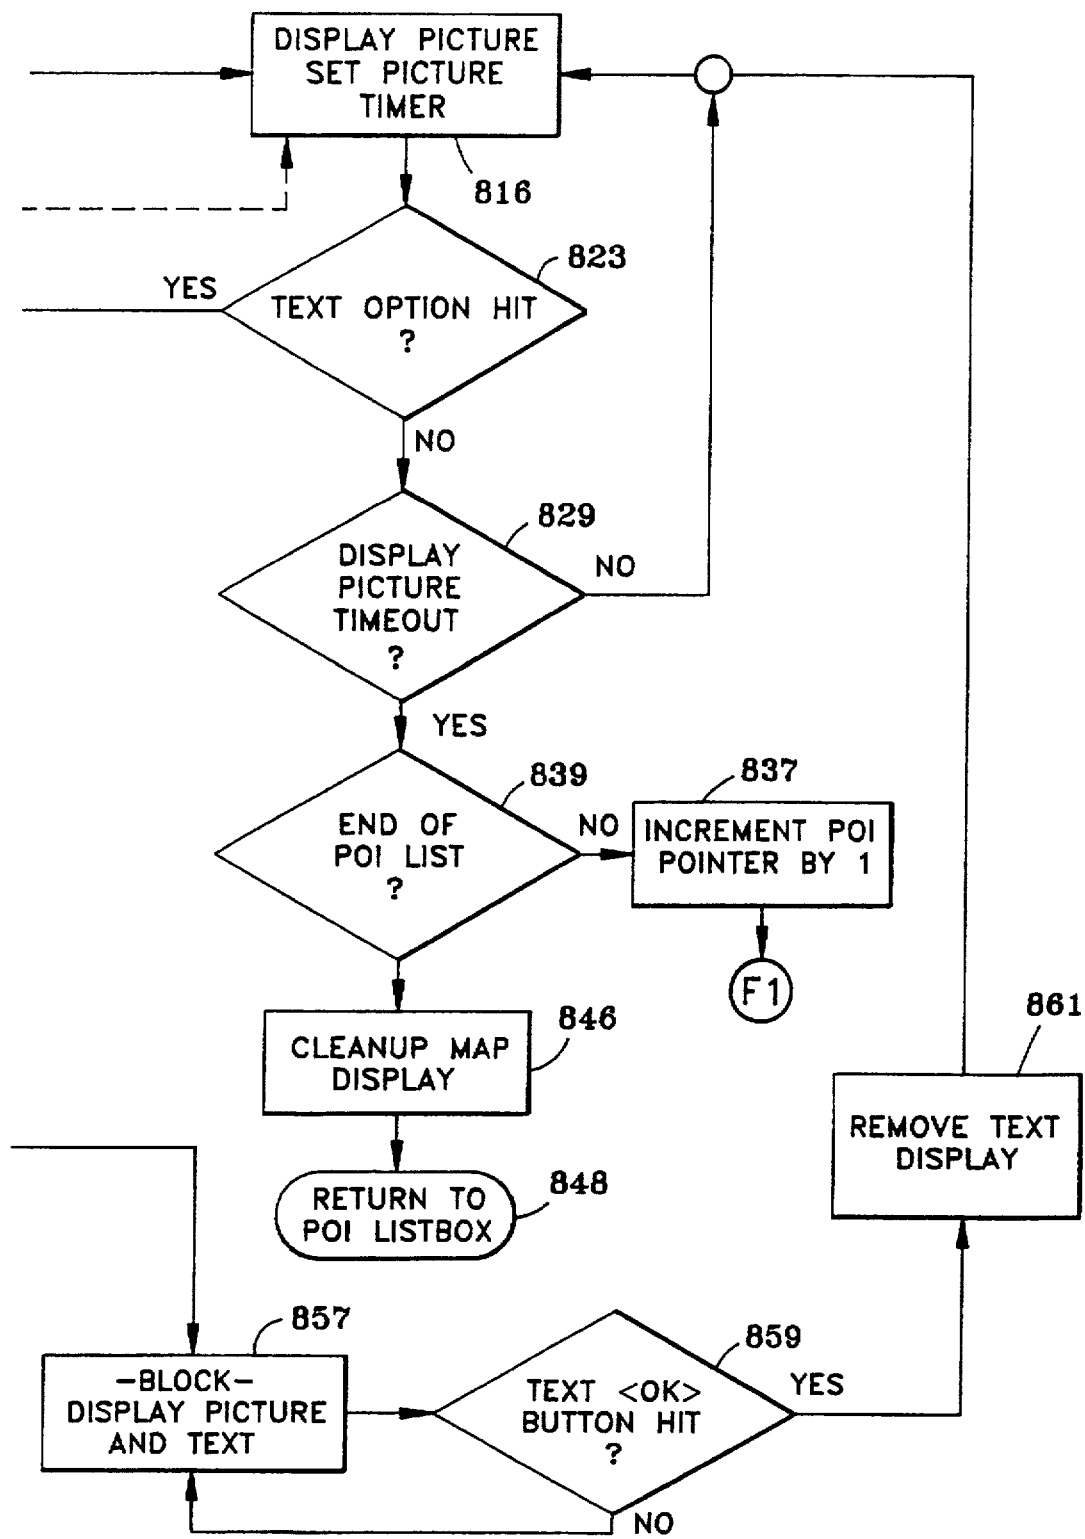 DISPLAY PICTURE
SET PICTURE
TIMER
816
823
YES
TEXT OPTION HIT
?
NO
829
DISPLAY
PICTURE
TIMEOUT
?
NO
YES
839
END OF
POI LIST
?
NO
837
INCREMENT POI
POINTER BY 1
F1
846
CLEANUP MAP
DISPLAY
861
REMOVE TEXT
DISPLAY
848
RETURN TO
POI LISTBOX
857
-BLOCK-
DISPLAY PICTURE
AND TEXT
859
TEXT <OK>
BUTTON HIT
?
YES
NO